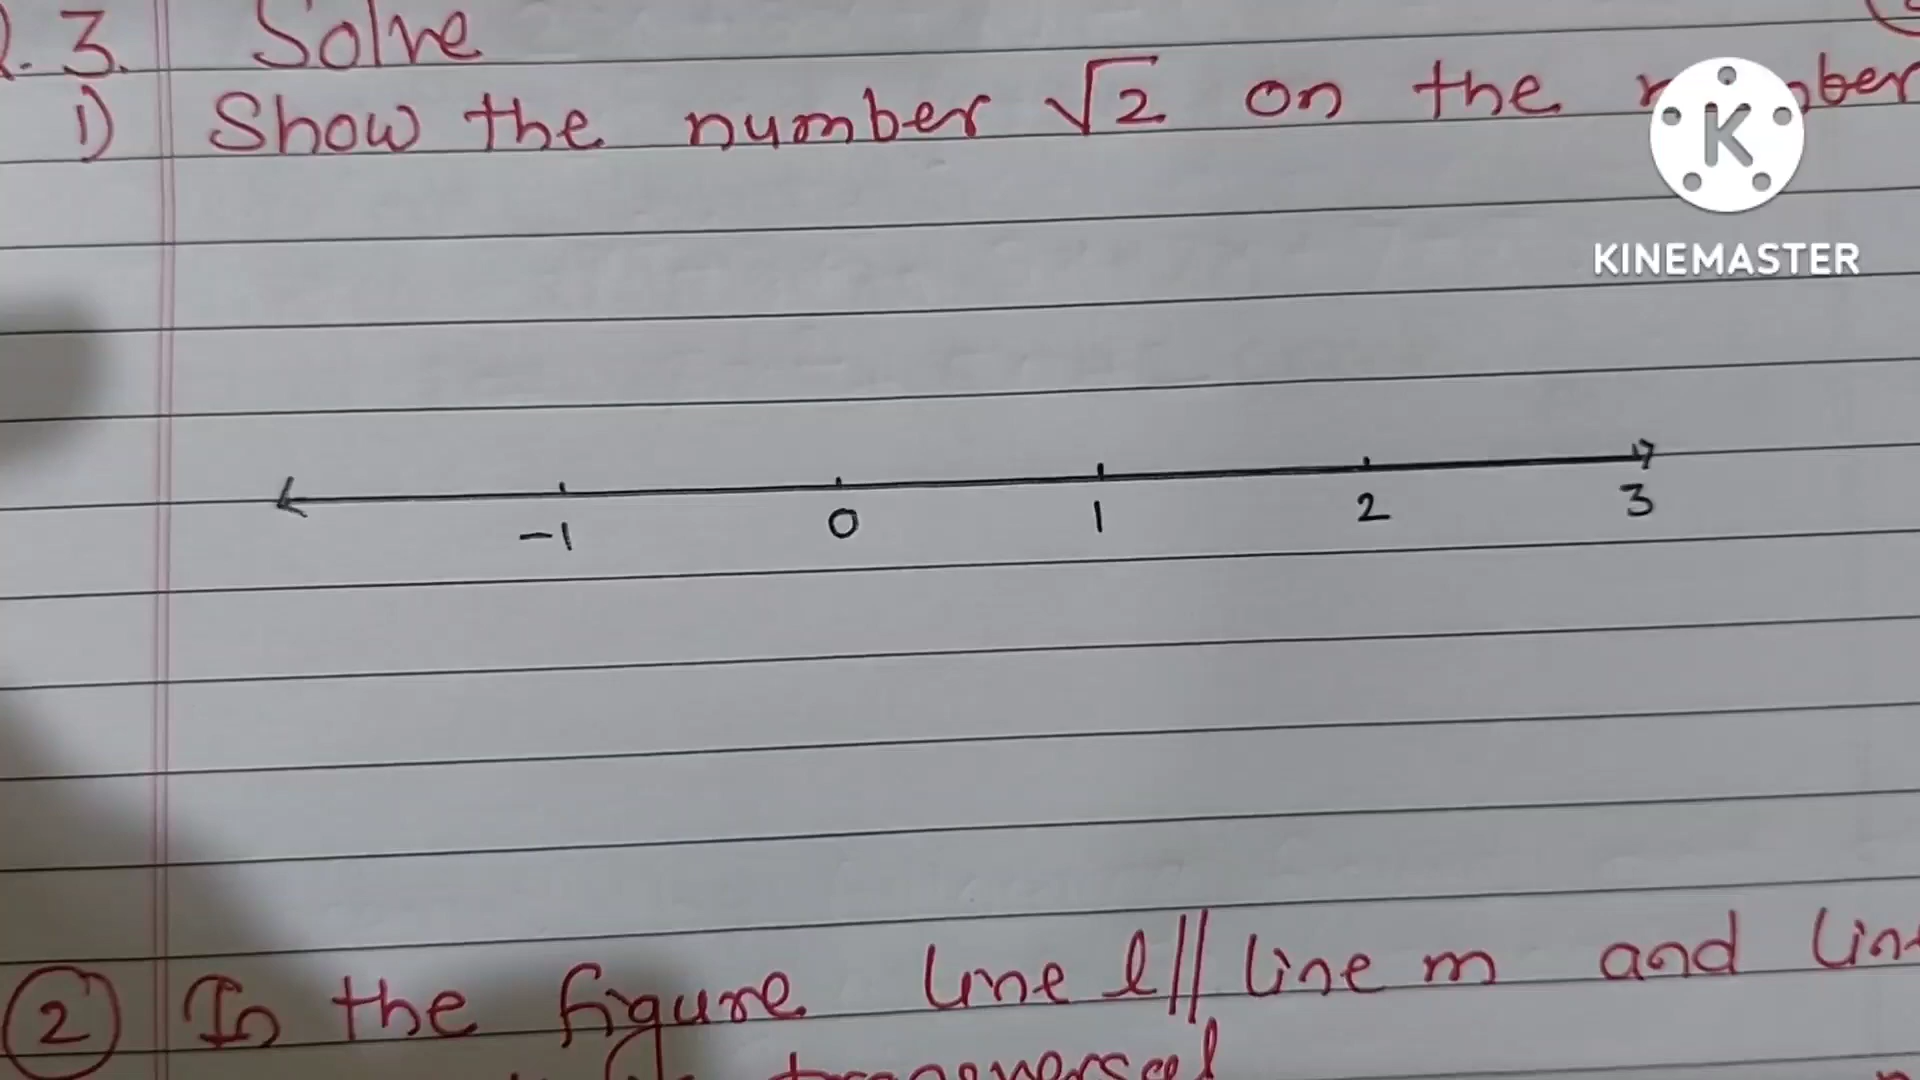 3. Solve
1) Show the number √2 on the
K
KINEMASTER
-1 0 1 2 3
2 In the figure line l || line m and
transversal